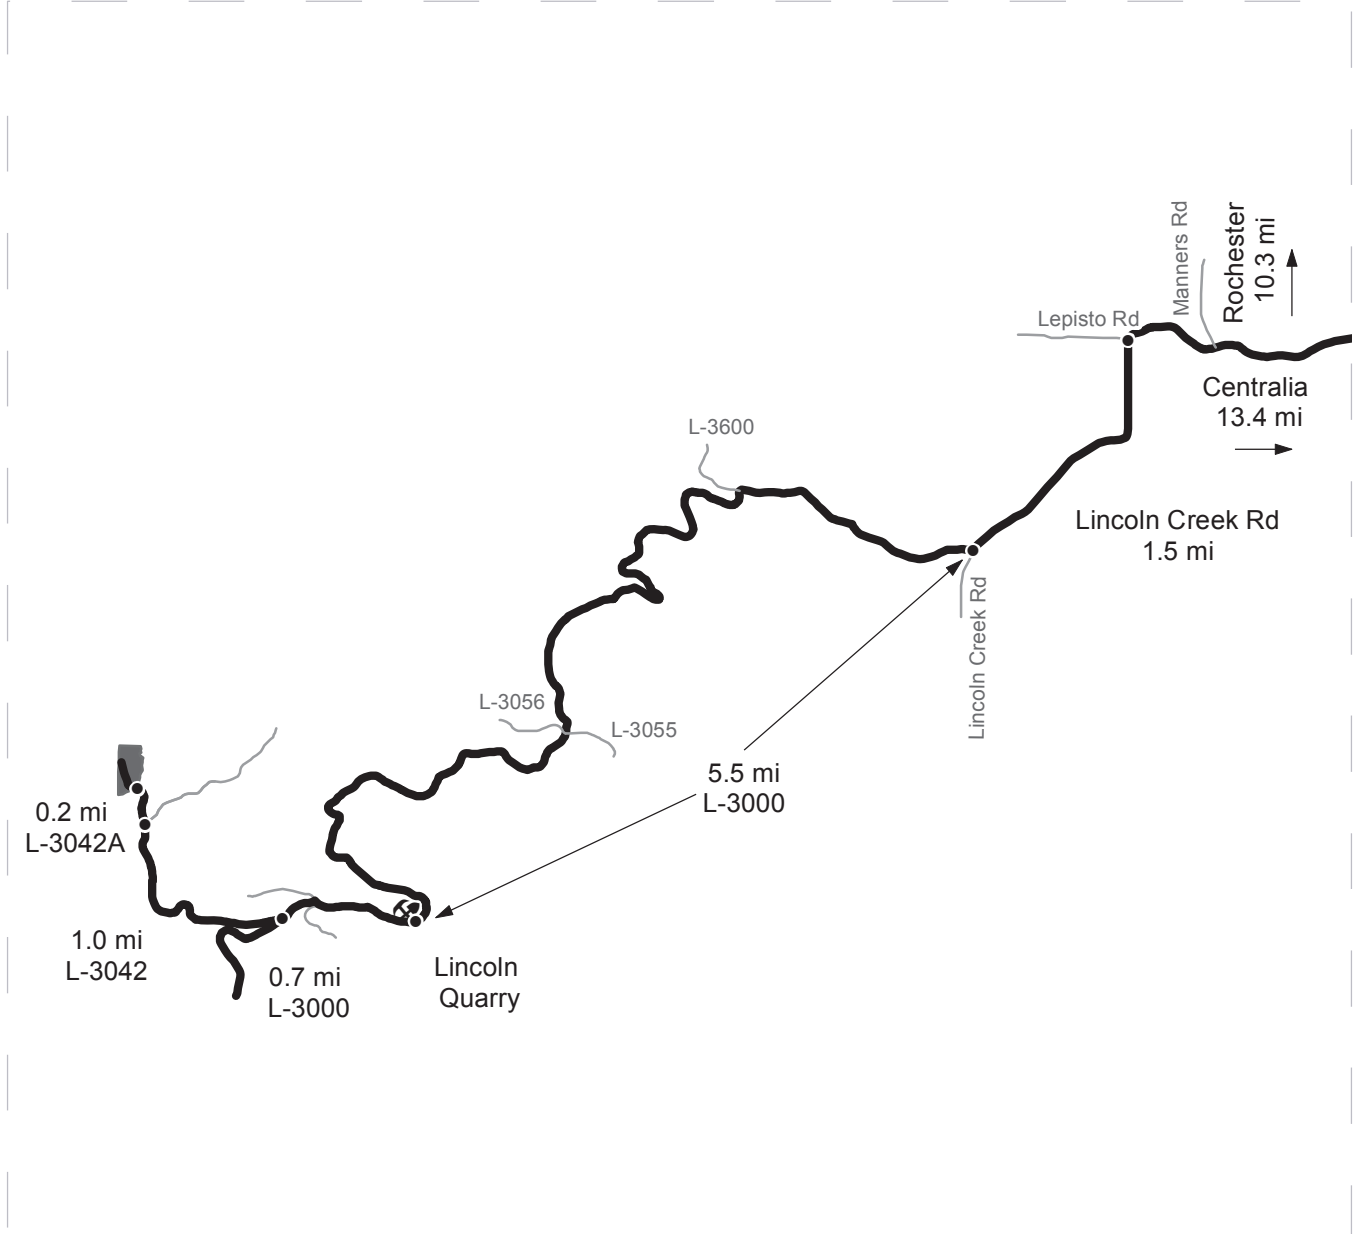 Manners Rd
Rochester
10.3 mi
Lepisto Rd
Centralia
13.4 mi
L-3600
Lincoln Creek Rd
1.5 mi
Lincoln Creek Rd
L-3056
L-3055
5.5 mi
L-3000
0.2 mi
L-3042A
1.0 mi
L-3042
0.7 mi
L-3000
Lincoln
Quarry